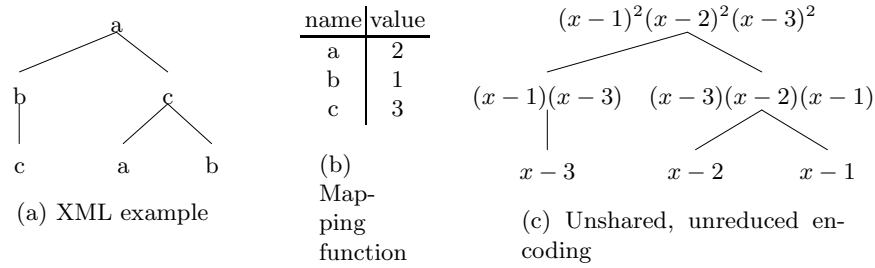 a
b c
c a b
(a) XML example
name value
a 2
b 1
c 3
(b)
Map-
ping
function
(x − 1)²(x − 2)²(x − 3)²
(x − 1)(x − 3) (x − 3)(x − 2)(x − 1)
x − 3 x − 2 x − 1
(c) Unshared, unreduced en-
coding